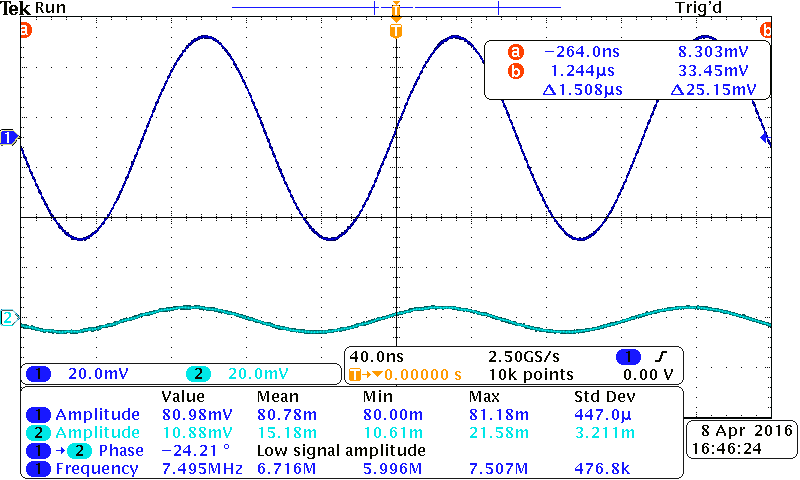 Tek Run Trig'd
T
a T b
a −264.0ns 8.303mV
b 1.244µs 33.45mV
Δ1.508µs Δ25.15mV
1
2
1 20.0mV 2 20.0mV
40.0ns 2.50GS/s 1
T→▼0.00000 s 10k points 0.00 V
Value Mean Min Max Std Dev
1 Amplitude 80.98mV 80.78m 80.00m 81.18m 447.0µ
2 Amplitude 10.88mV 15.18m 10.61m 21.58m 3.211m
1 → 2 Phase −24.21 ° Low signal amplitude
1 Frequency 7.495MHz 6.716M 5.996M 7.507M 476.8k
8 Apr 2016
16:46:24